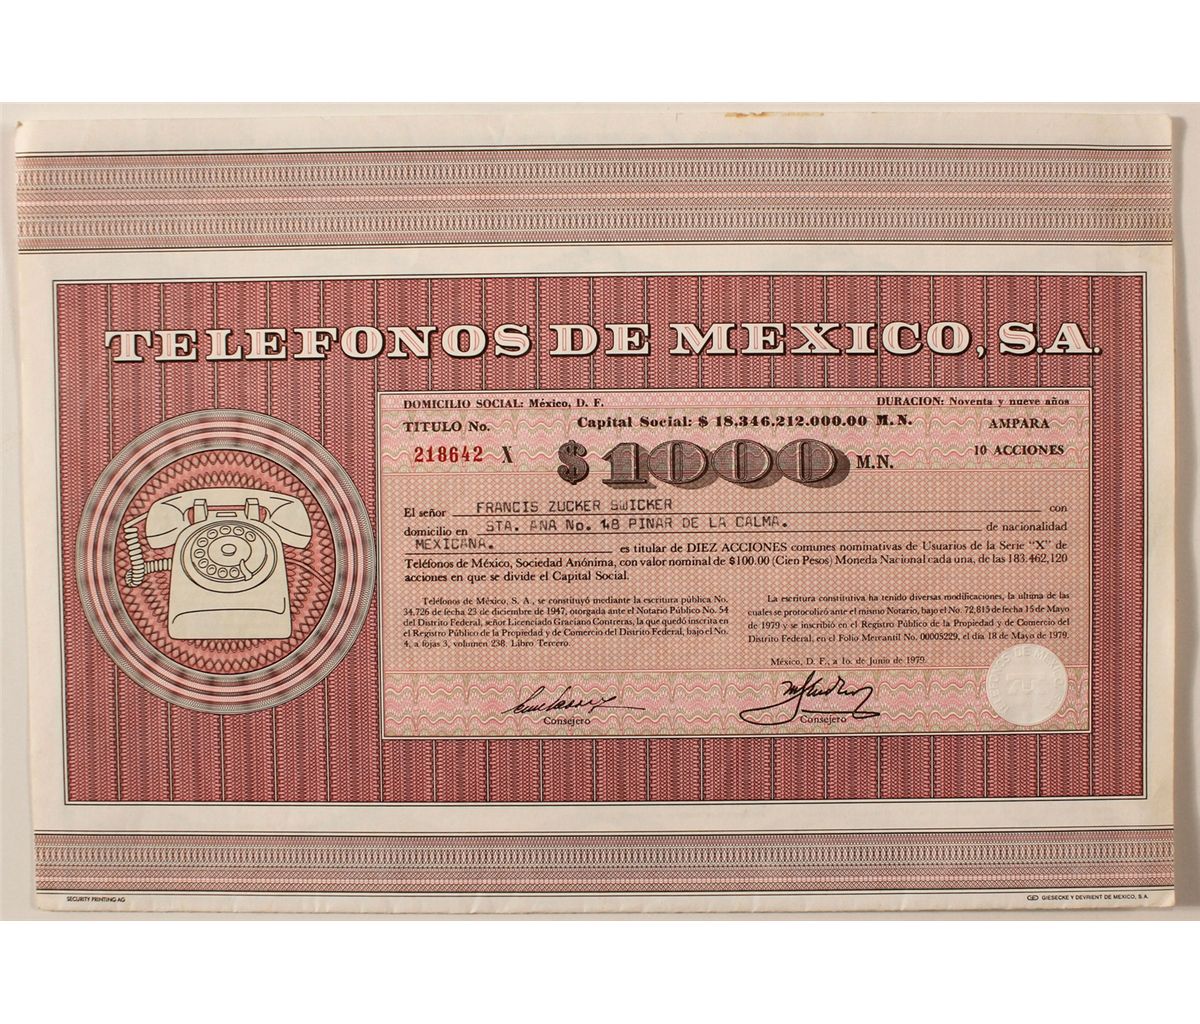 TELEFONOS DE MEXICO, S.A.
DOMICILIO SOCIAL: México, D. F.
DURACION: Noventa y nueve años
TITULO No.
Capital Social: $ 18.346,212.000.00 M.N.
AMPARA
218642 X
$1000 M.N.
10 ACCIONES
El señor FRANCIS ZUCKER SWICKER con
domicilio en STA. ANA No. 18 PINAR DE LA CALMA. de nacionalidad
MEXICANA. es titular de DIEZ ACCIONES comunes nominativas de Usuarios de la Serie "X" de
Teléfonos de México, Sociedad Anónima, con valor nominal de $100.00 (Cien Pesos) Moneda Nacional cada una, de las 183.462,120
acciones en que se divide el Capital Social.
Teléfonos de México, S. A., se constituyó mediante la escritura pública No.
34,726 de fecha 23 de diciembre de 1947, otorgada ante el Notario Público No. 54
del Distrito Federal, señor Licenciado Graciano Contreras, la que quedó inscrita en
el Registro Público de la Propiedad y de Comercio del Distrito Federal, bajo el No.
4, a fojas 3, volumen 238, Libro Tercero.
La escritura constitutiva ha tenido diversas modificaciones, la última de las
cuales se protocolizó ante el mismo Notario, bajo el No. 72,815 de fecha 15 de Mayo
de 1979 y se inscribió en el Registro Público de la Propiedad y de Comercio del
Distrito Federal, en el Folio Mercantil No. 00005229, el día 18 de Mayo de 1979.
México, D. F., a 1o. de Junio de 1979.
Consejero
Consejero
SECURITY PRINTING AG
GIESECKE Y DEVRIENT DE MEXICO, S.A.